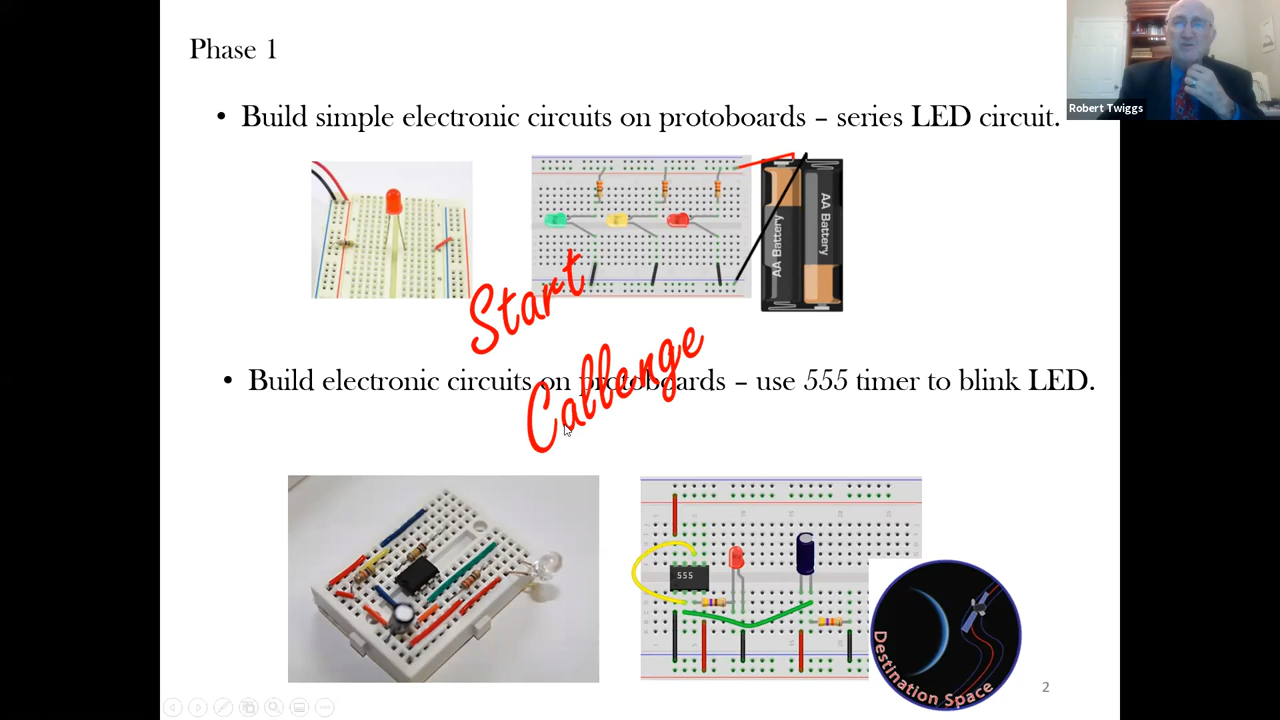 Phase 1
Robert Twiggs
• Build simple electronic circuits on protoboards – series LED circuit.
AA Battery
AA Battery
Start
Callenge
• Build electronic circuits on protoboards – use 555 timer to blink LED.
555
Destination Space
2